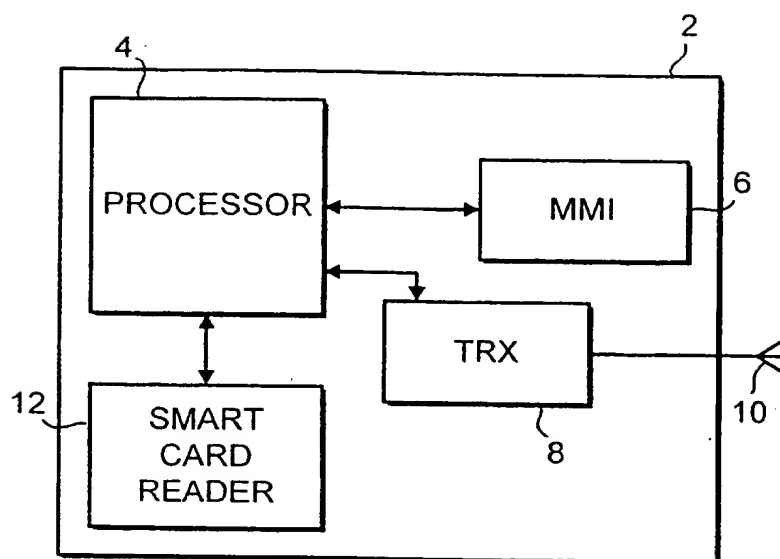 4
2
PROCESSOR
MMI
6
TRX
10
12
SMART
CARD
READER
8